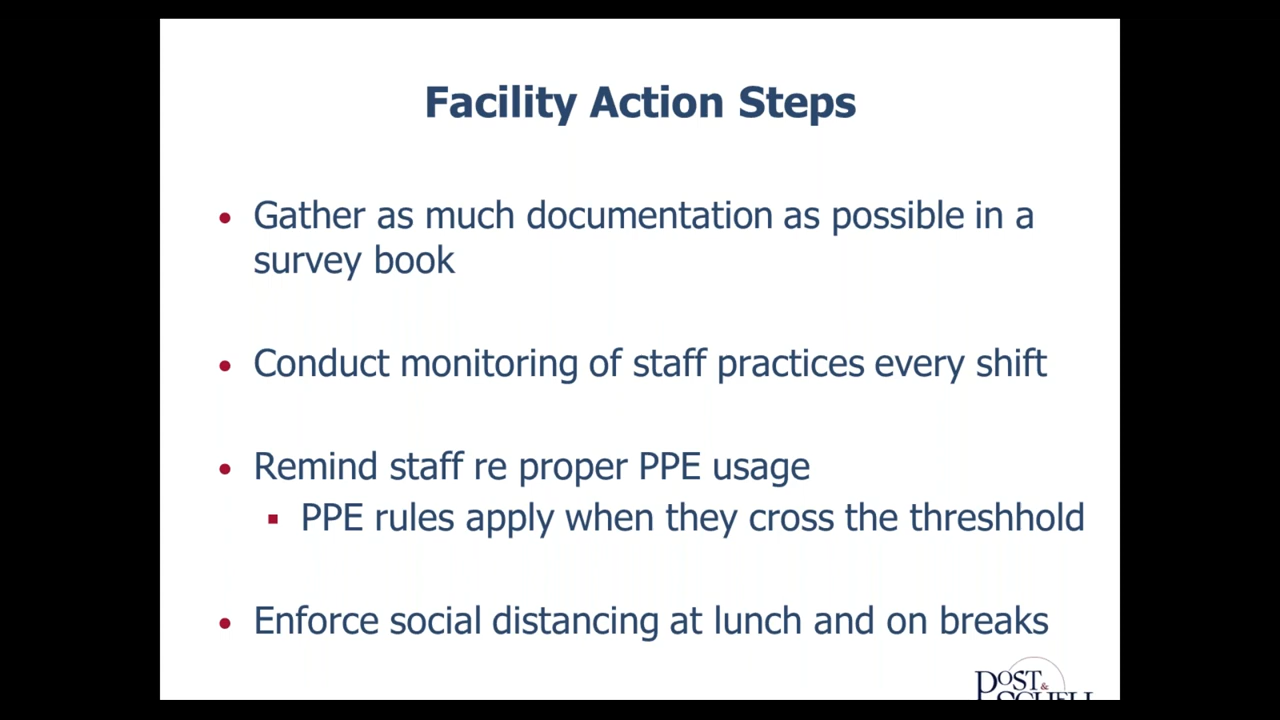 Facility Action Steps
• Gather as much documentation as possible in a
survey book
• Conduct monitoring of staff practices every shift
• Remind staff re proper PPE usage
▪ PPE rules apply when they cross the threshhold
• Enforce social distancing at lunch and on breaks
POST &
SCHELL